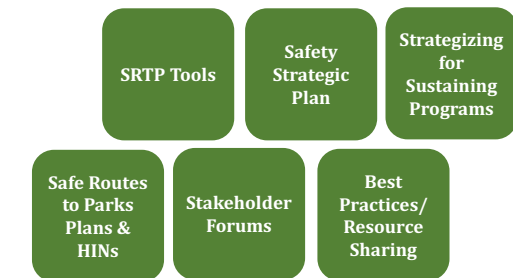 SRTP Tools
Safety
Strategic
Plan
Strategizing
for
Sustaining
Programs
Safe Routes
to Parks
Plans &
HINs
Stakeholder
Forums
Best
Practices/
Resource
Sharing